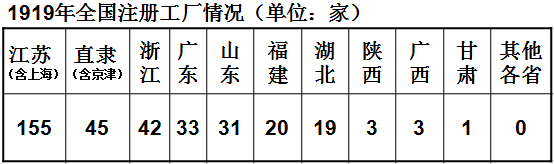 1919年全国注册工厂情况（单位：家）
江苏（含上海） 直隶（含京津） 浙江 广东 山东 福建 湖北 陕西 广西 甘肃 其他各省
155 45 42 33 31 20 19 3 3 1 0